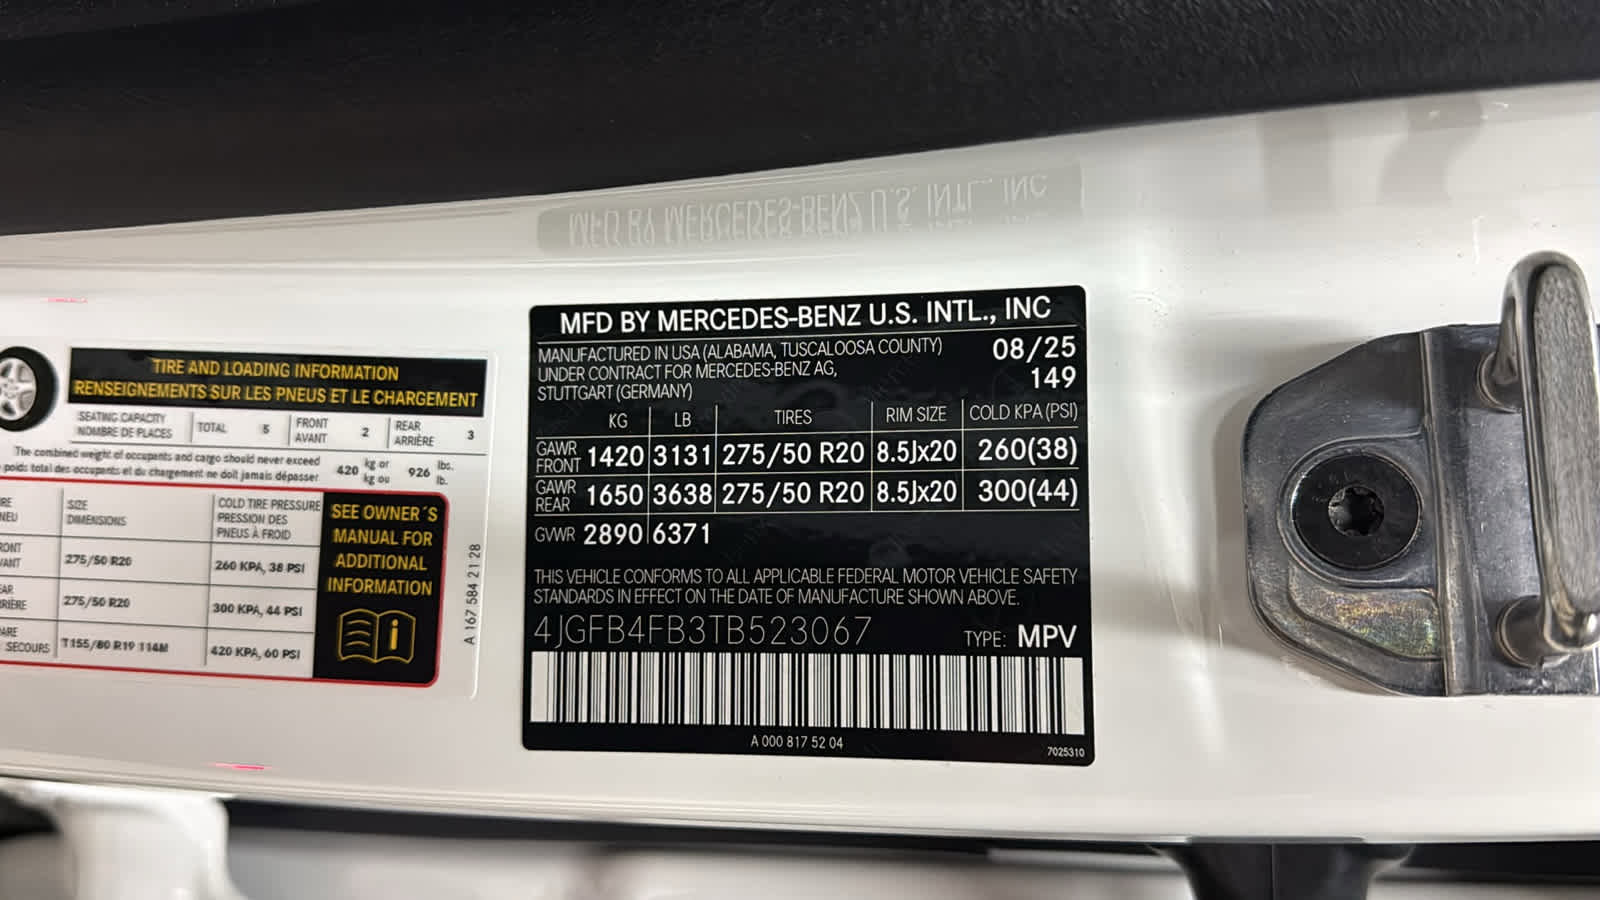 MFD BY MERCEDES-BENZ U.S. INTL., INC
MFD BY MERCEDES-BENZ U.S. INTL., INC
MANUFACTURED IN USA (ALABAMA, TUSCALOOSA COUNTY) 08/25
UNDER CONTRACT FOR MERCEDES-BENZ AG, 149
STUTTGART (GERMANY)
KG LB TIRES RIM SIZE COLD KPA (PSI)
GAWR FRONT 1420 3131 275/50 R20 8.5Jx20 260(38)
GAWR REAR 1650 3638 275/50 R20 8.5Jx20 300(44)
GVWR 2890 6371
THIS VEHICLE CONFORMS TO ALL APPLICABLE FEDERAL MOTOR VEHICLE SAFETY
STANDARDS IN EFFECT ON THE DATE OF MANUFACTURE SHOWN ABOVE.
4JGFB4FB3TB523067 TYPE: MPV
A 000 817 52 04
7025310
TIRE AND LOADING INFORMATION
RENSEIGNEMENTS SUR LES PNEUS ET LE CHARGEMENT
SEATING CAPACITY
NOMBRE DE PLACES
TOTAL 5
FRONT
AVANT
2
REAR
ARRIÈRE
3
The combined weight of occupants and cargo should never exceed
poids total des occupants et du chargement ne doit jamais dépasser
420 kg or
kg ou
926 lbs.
lb.
SIZE
DIMENSIONS
COLD TIRE PRESSURE
PRESSION DES
PNEUS À FROID
275/50 R20 260 KPA, 38 PSI
275/50 R20 300 KPA, 44 PSI
SECOURS T155/80 R19 114M 420 KPA, 60 PSI
SEE OWNER´S
MANUAL FOR
ADDITIONAL
INFORMATION
A 167 584 21 28